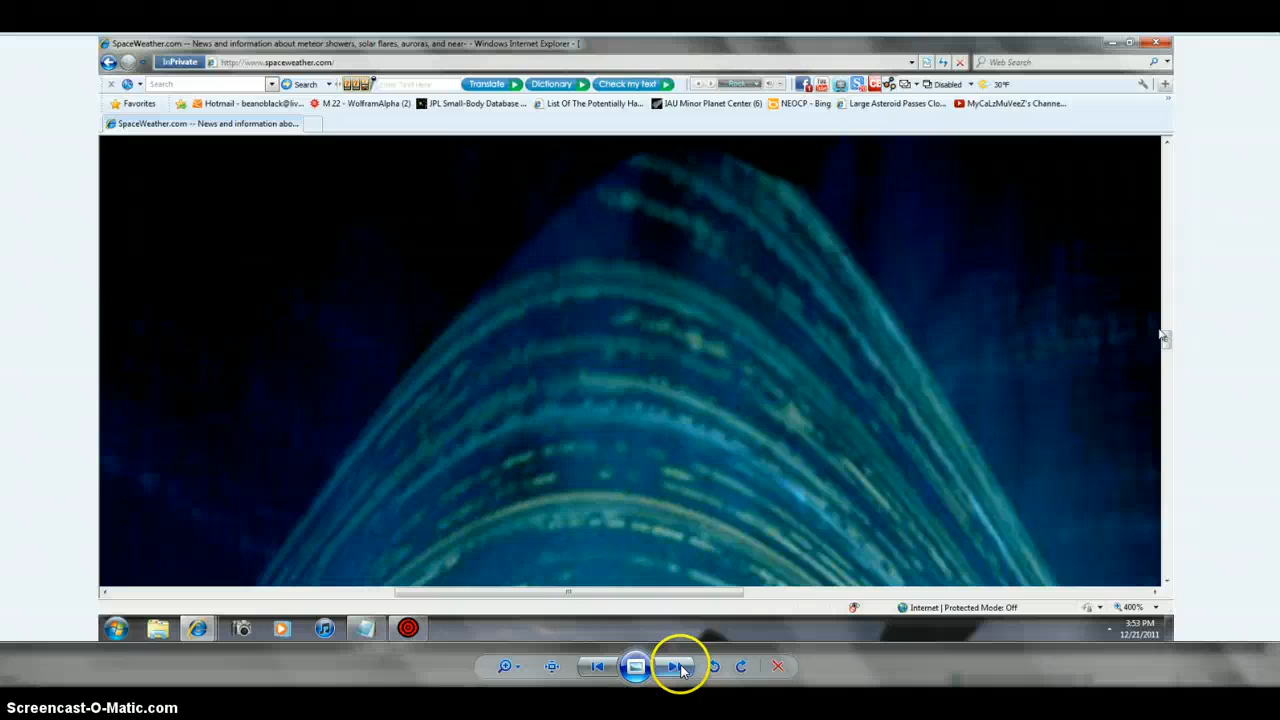 SpaceWeather.com -- News and information about meteor showers, solar flares, auroras, and near- - Windows Internet Explorer - [
InPrivate http://www.spaceweather.com/ Web Search
Search Search Enter Text Here Translate Dictionary Check my text Disabled 30°F
Favorites Hotmail - beanoblack@liv... M 22 - WolframAlpha (2) JPL Small-Body Database ... List Of The Potentially Ha... IAU Minor Planet Center (6) NEOCP - Bing Large Asteroid Passes Clo... MyCaLzMuVeeZ's Channe...
SpaceWeather.com -- News and information abo...
Internet | Protected Mode: Off 400%
3:53 PM
12/21/2011
Screencast-O-Matic.com